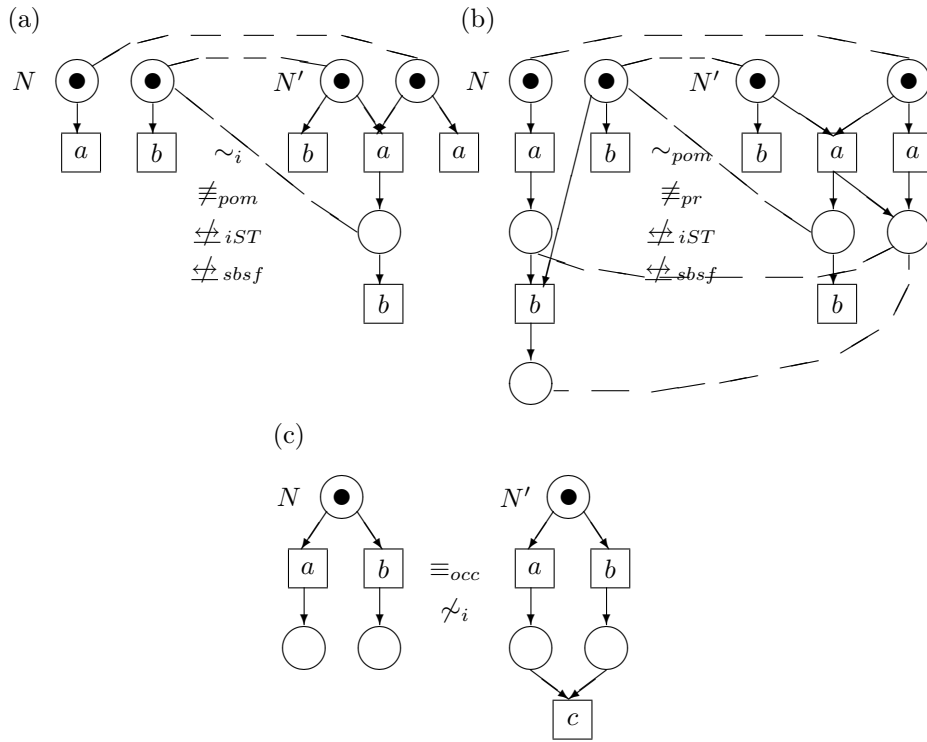 (a) (b)
N N′ N N′
a b b a a a b b a a
∼i ∼pom
≢pom ≢pr
↮iST ↮iST
↮sbsf ↮sbsf
b b b
(c)
N N′
a b ≡occ a b
≁i
c